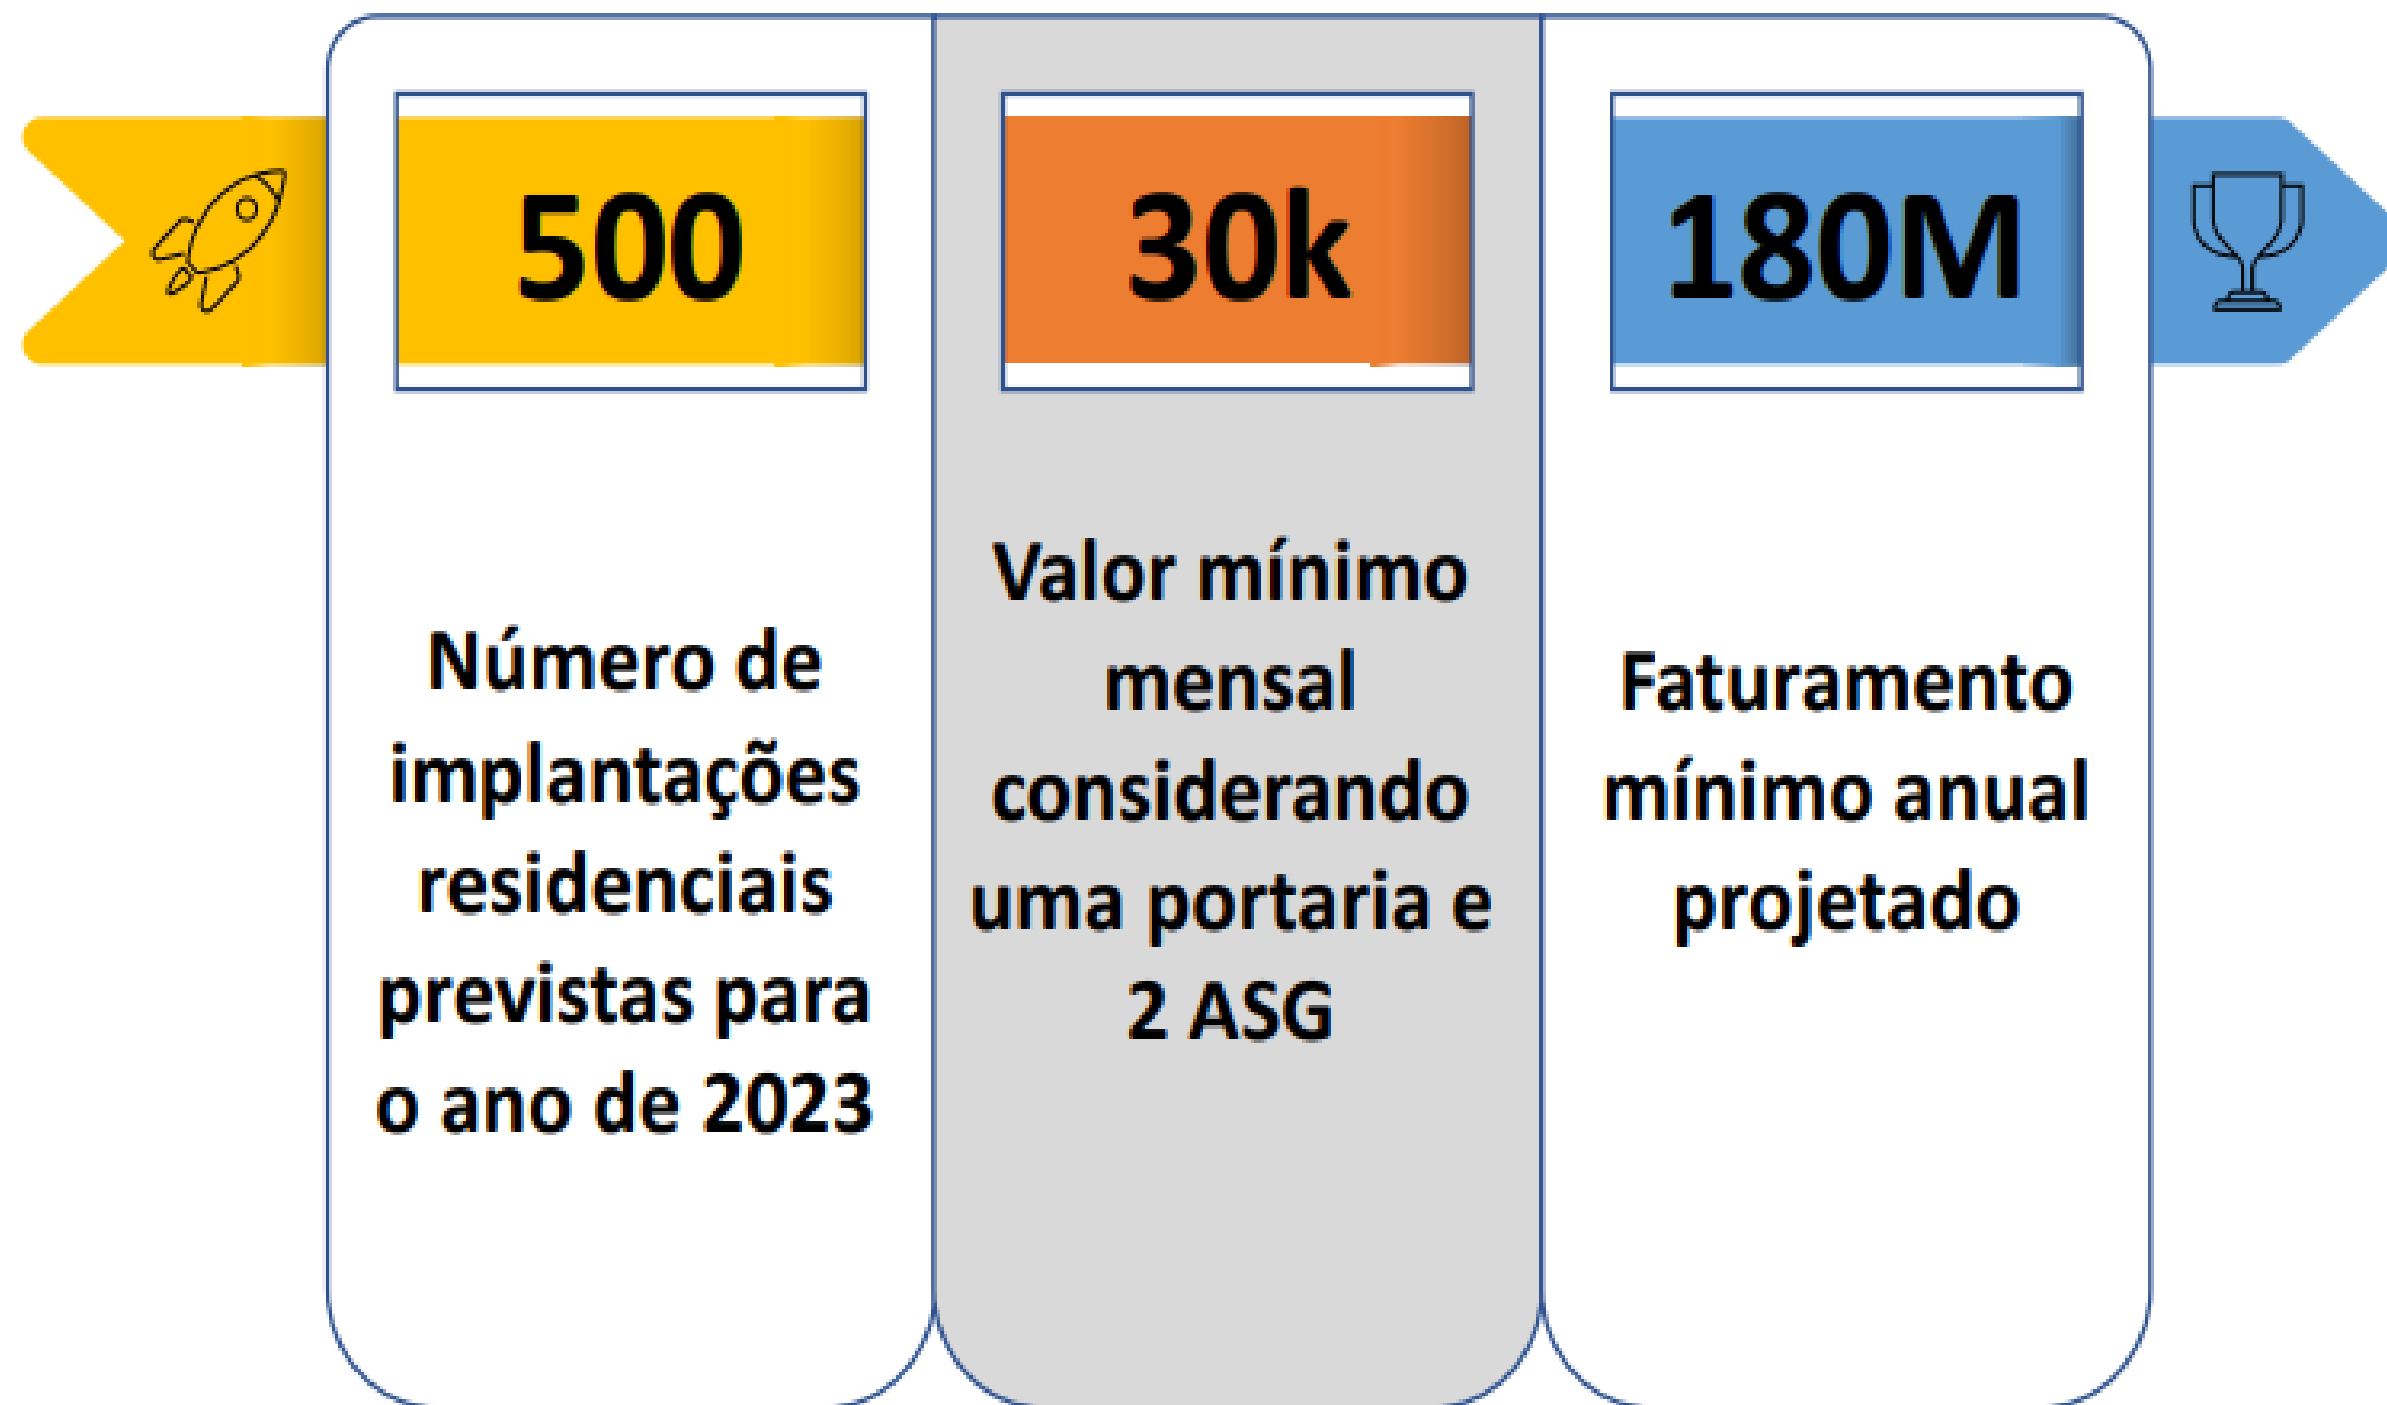 500
Número de
implantações
residenciais
previstas para
o ano de 2023
30k
Valor mínimo
mensal
considerando
uma portaria e
2 ASG
180M
Faturamento
mínimo anual
projetado